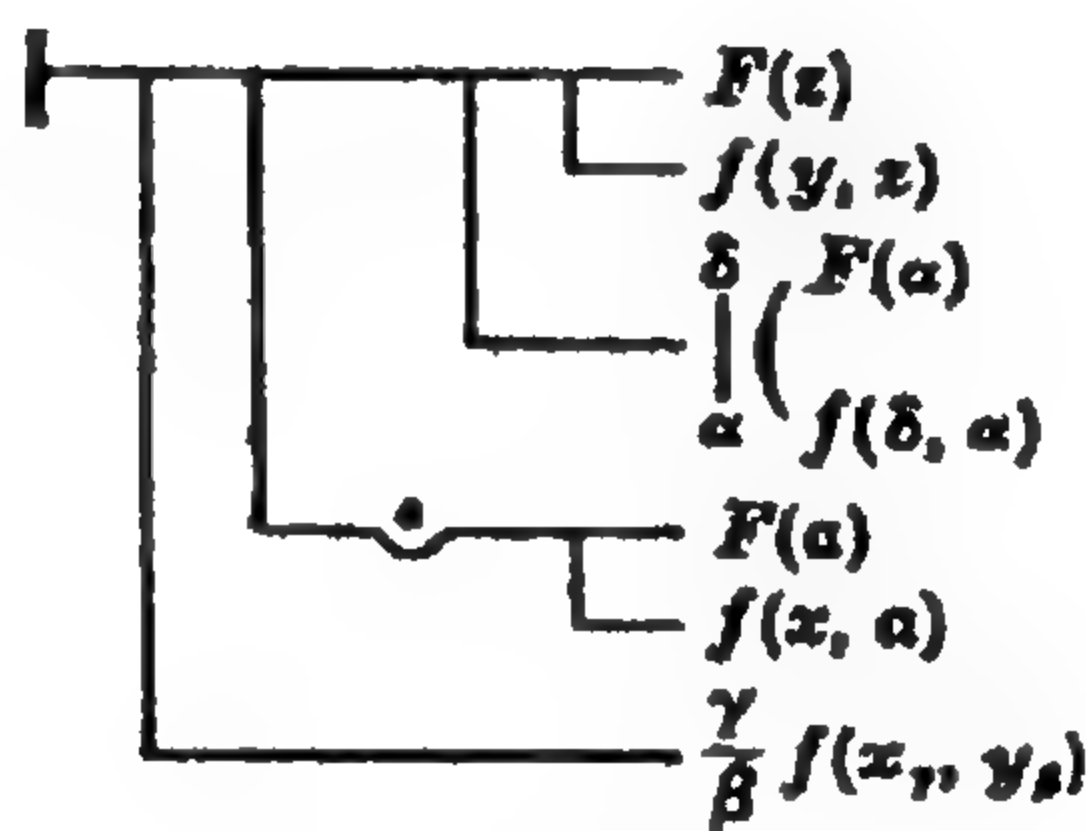 F(z)
f(y, z)
δ F(α)
α ( f(δ, α)
a
F(a)
f(x, a)
γ
β f(x_γ, y_β)